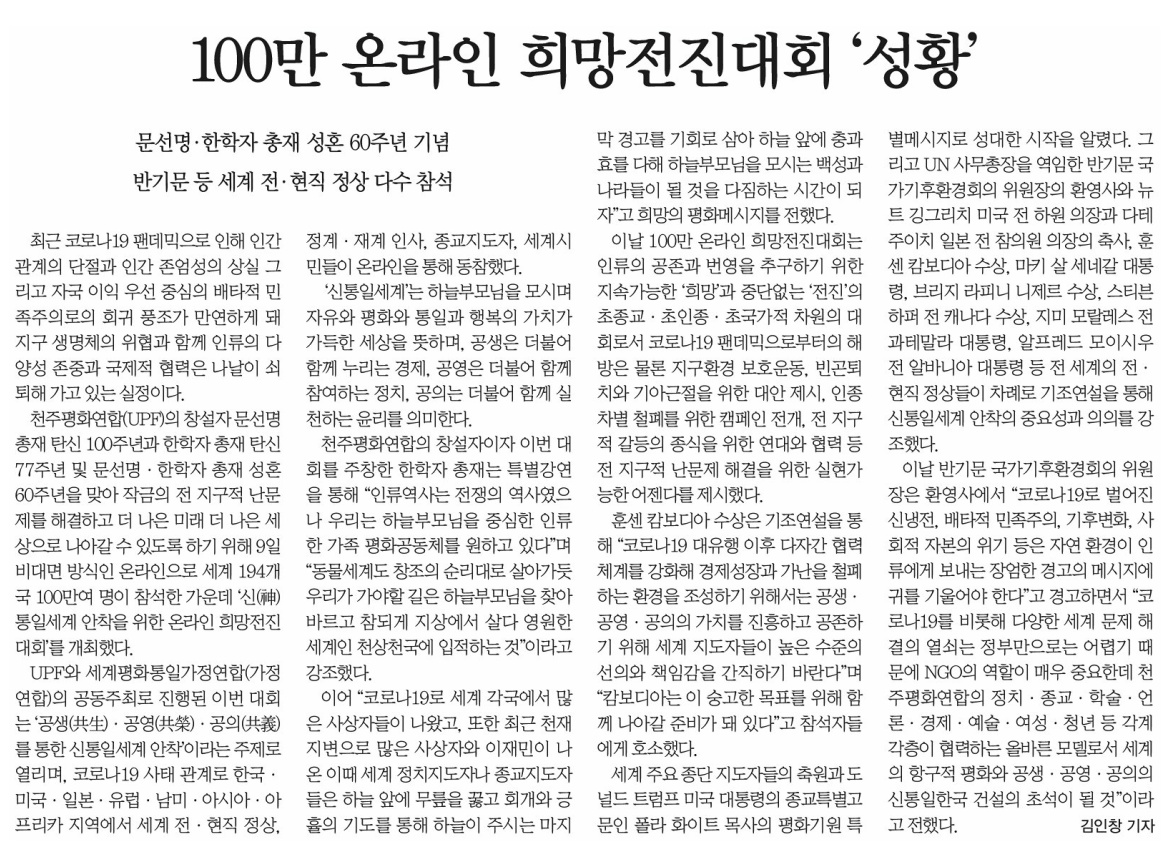 100만 온라인 희망전진대회 ‘성황’
문선명·한학자 총재 성혼 60주년 기념
반기문 등 세계 전·현직 정상 다수 참석
최근 코로나19 팬데믹으로 인해 인간
관계의 단절과 인간 존엄성의 상실 그
리고 자국 이익 우선 중심의 배타적 민
족주의로의 회귀 풍조가 만연하게 돼
지구 생명체의 위협과 함께 인류의 다
양성 존중과 국제적 협력은 나날이 쇠
퇴해 가고 있는 실정이다.
천주평화연합(UPF)의 창설자 문선명
총재 탄신 100주년과 한학자 총재 탄신
77주년 및 문선명·한학자 총재 성혼
60주년을 맞아 작금의 전 지구적 난문
제를 해결하고 더 나은 미래 더 나은 세
상으로 나아갈 수 있도록 하기 위해 9일
비대면 방식인 온라인으로 세계 194개
국 100만여 명이 참석한 가운데 ‘신(神)
통일세계 안착을 위한 온라인 희망전진
대회’를 개최했다.
UPF와 세계평화통일가정연합(가정
연합)의 공동주최로 진행된 이번 대회
는 ‘공생(共生)·공영(共榮)·공의(共義)
를 통한 신통일세계 안착’이라는 주제로
열리며, 코로나19 사태 관계로 한국·
미국·일본·유럽·남미·아시아·아
프리카 지역에서 세계 전·현직 정상,
정계·재계 인사, 종교지도자, 세계시
민들이 온라인을 통해 동참했다.
‘신통일세계’는 하늘부모님을 모시며
자유와 평화와 통일과 행복의 가치가
가득한 세상을 뜻하며, 공생은 더불어
함께 누리는 경제, 공영은 더불어 함께
참여하는 정치, 공의는 더불어 함께 실
천하는 윤리를 의미한다.
천주평화연합의 창설자이자 이번 대
회를 주창한 한학자 총재는 특별강연
을 통해 “인류역사는 전쟁의 역사였으
나 우리는 하늘부모님을 중심한 인류
한 가족 평화공동체를 원하고 있다”며
“동물세계도 창조의 순리대로 살아가듯
우리가 가야할 길은 하늘부모님을 찾아
바르고 참되게 지상에서 살다 영원한
세계인 천상천국에 입적하는 것”이라고
강조했다.
이어 “코로나19로 세계 각국에서 많
은 사상자들이 나왔고, 또한 최근 천재
지변으로 많은 사상자와 이재민이 나
온 이때 세계 정치지도자나 종교지도자
들은 하늘 앞에 무릎을 꿇고 회개와 긍
휼의 기도를 통해 하늘이 주시는 마지
막 경고를 기회로 삼아 하늘 앞에 충과
효를 다해 하늘부모님을 모시는 백성과
나라들이 될 것을 다짐하는 시간이 되
자”고 희망의 평화메시지를 전했다.
이날 100만 온라인 희망전진대회는
인류의 공존과 번영을 추구하기 위한
지속가능한 ‘희망’과 중단없는 ‘전진’의
초종교·초인종·초국가적 차원의 대
회로서 코로나19 팬데믹으로부터의 해
방은 물론 지구환경 보호운동, 빈곤퇴
치와 기아근절을 위한 대안 제시, 인종
차별 철폐를 위한 캠페인 전개, 전 지구
적 갈등의 종식을 위한 연대와 협력 등
전 지구적 난문제 해결을 위한 실현가
능한 어젠다를 제시했다.
훈센 캄보디아 수상은 기조연설을 통
해 “코로나19 대유행 이후 다자간 협력
체계를 강화해 경제성장과 가난을 철폐
하는 환경을 조성하기 위해서는 공생·
공영·공의의 가치를 진흥하고 공존하
기 위해 세계 지도자들이 높은 수준의
선의와 책임감을 간직하기 바란다”며
“캄보디아는 이 숭고한 목표를 위해 함
께 나아갈 준비가 돼 있다”고 참석자들
에게 호소했다.
세계 주요 종단 지도자들의 축원과 도
널드 트럼프 미국 대통령의 종교특별고
문인 폴라 화이트 목사의 평화기원 특
별메시지로 성대한 시작을 알렸다. 그
리고 UN 사무총장을 역임한 반기문 국
가기후환경회의 위원장의 환영사와 뉴
트 깅그리치 미국 전 하원 의장과 다테
주이치 일본 전 참의원 의장의 축사, 훈
센 캄보디아 수상, 마키 살 세네갈 대통
령, 브리지 라피니 니제르 수상, 스티븐
하퍼 전 캐나다 수상, 지미 모랄레스 전
과테말라 대통령, 알프레드 모이시우
전 알바니아 대통령 등 전 세계의 전·
현직 정상들이 차례로 기조연설을 통해
신통일세계 안착의 중요성과 의의를 강
조했다.
이날 반기문 국가기후환경회의 위원
장은 환영사에서 “코로나19로 벌어진
신냉전, 배타적 민족주의, 기후변화, 사
회적 자본의 위기 등은 자연 환경이 인
류에게 보내는 장엄한 경고의 메시지에
귀를 기울어야 한다”고 경고하면서 “코
로나19를 비롯해 다양한 세계 문제 해
결의 열쇠는 정부만으로는 어렵기 때
문에 NGO의 역할이 매우 중요한데 천
주평화연합의 정치·종교·학술·언
론·경제·예술·여성·청년 등 각계
각층이 협력하는 올바른 모델로서 세계
의 항구적 평화와 공생·공영·공의의
신통일한국 건설의 초석이 될 것”이라
고 전했다. 김인창 기자